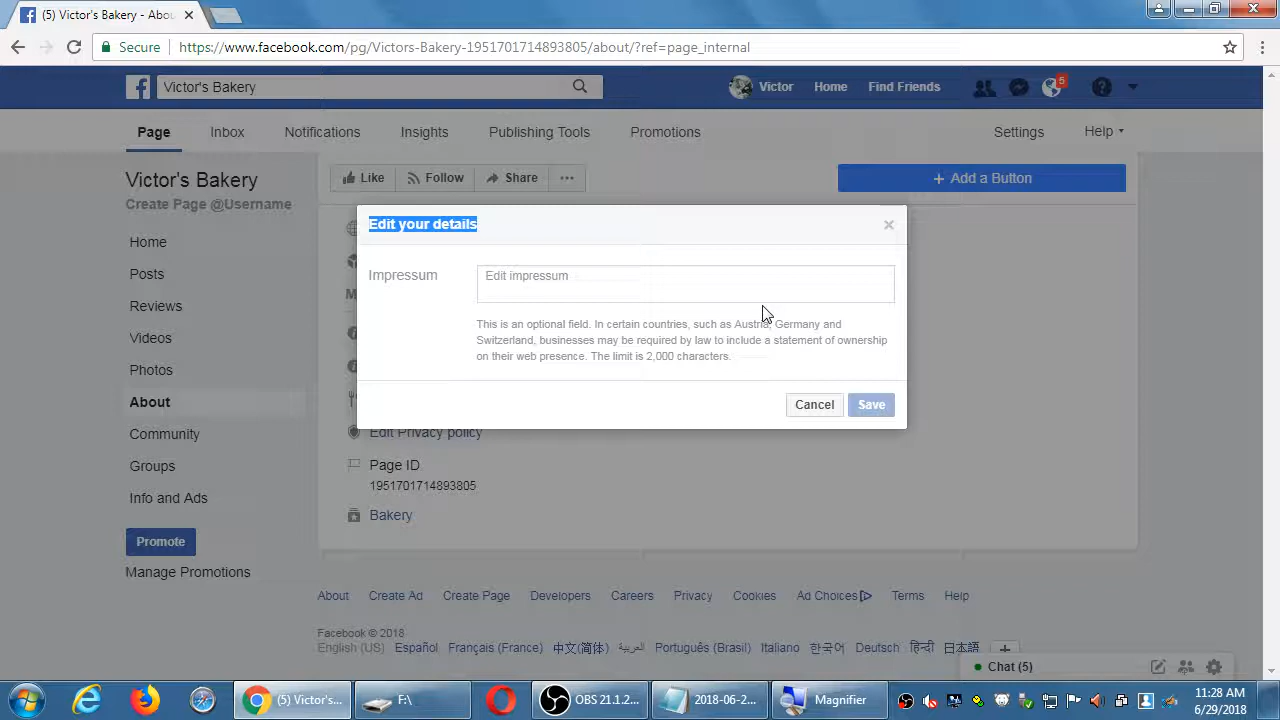 (5) Victor's Bakery - Abou
Secure https://www.facebook.com/pg/Victors-Bakery-1951701714893805/about/?ref=page_internal
Victor's Bakery
Victor Home Find Friends 5
Page Inbox Notifications Insights Publishing Tools Promotions Settings Help
Victor's Bakery
Create Page @Username
Home
Posts
Reviews
Videos
Photos
About
Community
Groups
Info and Ads
Promote
Manage Promotions
Like Follow Share ... + Add a Button
Edit your details
Impressum Edit impressum
This is an optional field. In certain countries, such as Austria, Germany and
Switzerland, businesses may be required by law to include a statement of ownership
on their web presence. The limit is 2,000 characters.
Cancel Save
Edit Privacy policy
Page ID
1951701714893805
Bakery
About Create Ad Create Page Developers Careers Privacy Cookies Ad Choices Terms Help
Facebook © 2018
English (US) Español Français (France) 中文(简体) العربية Português (Brasil) Italiano 한국어 Deutsch हिन्दी 日本語 +
Chat (5)
(5) Victor's... F:\ OBS 21.1.2... 2018-06-2... Magnifier
11:28 AM
6/29/2018